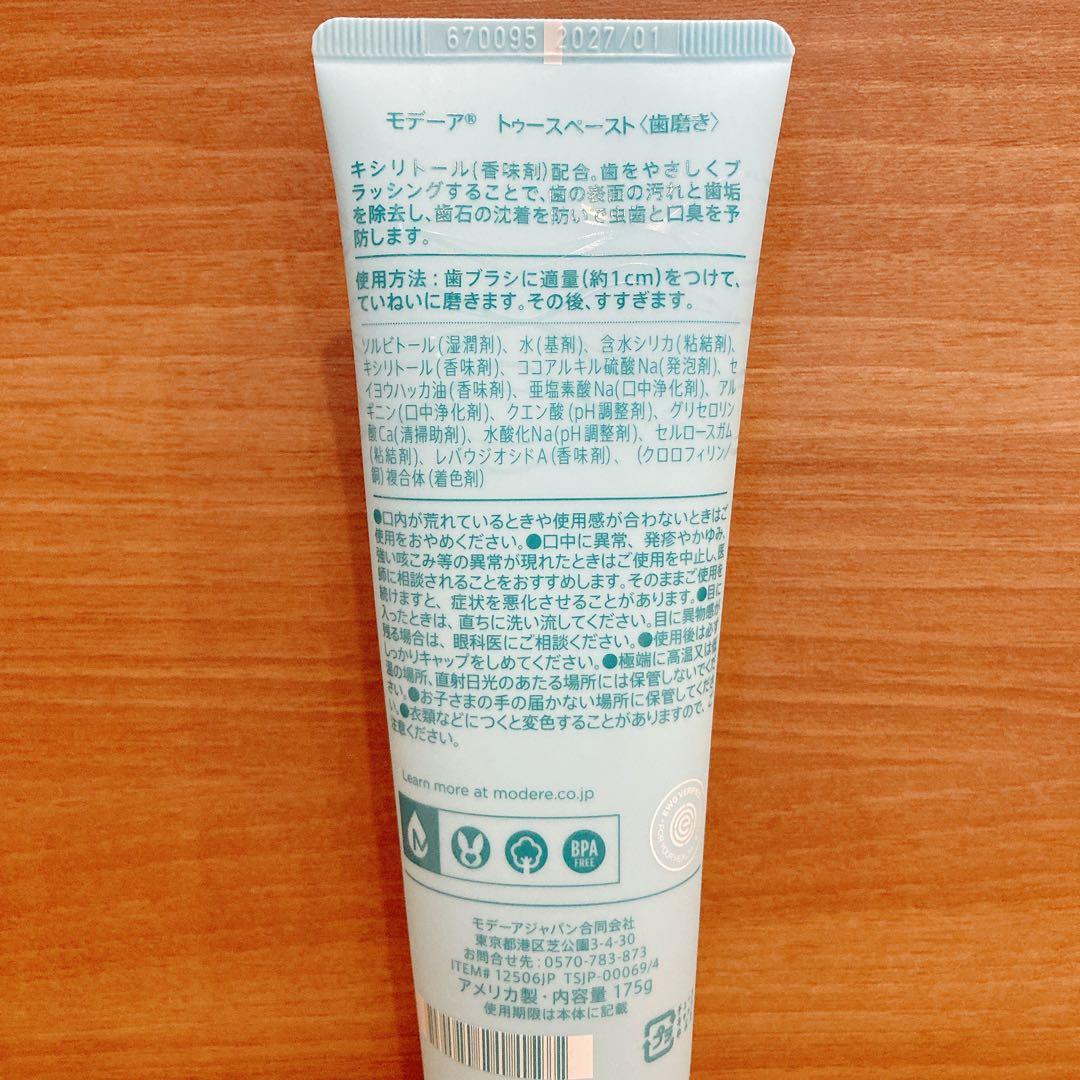 670095 2027/01
モデーア® トゥースペースト〈歯磨き〉
キシリトール(香味剤)配合。歯をやさしくブ
ラッシングすることで、歯の表面の汚れと歯垢
を除去し、歯石の沈着を防いで虫歯と口臭を予
防します。
使用方法：歯ブラシに適量(約1cm)をつけて、
ていねいに磨きます。その後、すすぎます。
ソルビトール(湿潤剤)、水(基剤)、含水シリカ(粘結剤)、
キシリトール(香味剤)、ココアルキル硫酸Na(発泡剤)、セ
イヨウハッカ油(香味剤)、亜塩素酸Na(口中浄化剤)、アル
ギニン(口中浄化剤)、クエン酸(pH調整剤)、グリセロリン
酸Ca(清掃助剤)、水酸化Na(pH調整剤)、セルロースガム
(粘結剤)、レバウジオシドA(香味剤)、(クロロフィリン/
銅)複合体(着色剤)
●口内が荒れているときや使用感が合わないときはご
使用をおやめください。●口中に異常、発疹やかゆみ、
強い咳こみ等の異常が現れたときはご使用を中止し、医
師に相談されることをおすすめします。そのままご使用を
続けますと、症状を悪化させることがあります。●目に
入ったときは、直ちに洗い流してください。目に異物感が
残る場合は、眼科医にご相談ください。●使用後は必ず
しっかりキャップをしめてください。●極端に高温又は低
温の場所、直射日光のあたる場所には保管しないでくだ
さい。●お子さまの手の届かない場所に保管してくださ
い。●衣類などにつくと変色することがありますので、ご
注意ください。
Learn more at modere.co.jp
BPA
FREE
EWG VERIFIED
FOR YOUR HEALTH
モデーアジャパン合同会社
東京都港区芝公園3-4-30
お問合せ先：0570-783-873
ITEM# 12506JP TSJP-00069/4
アメリカ製・内容量 175g
使用期限は本体に記載
プラ